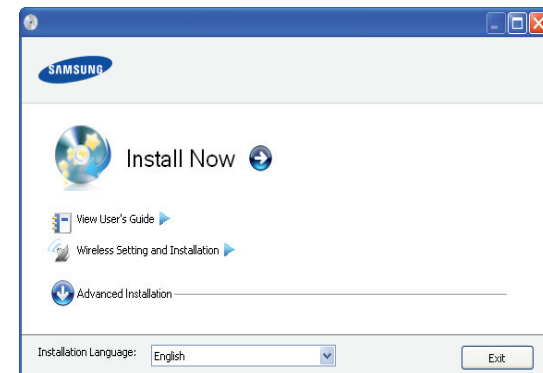 SAMSUNG
Install Now
View User's Guide
Wireless Setting and Installation
Advanced Installation
Installation Language: English Exit